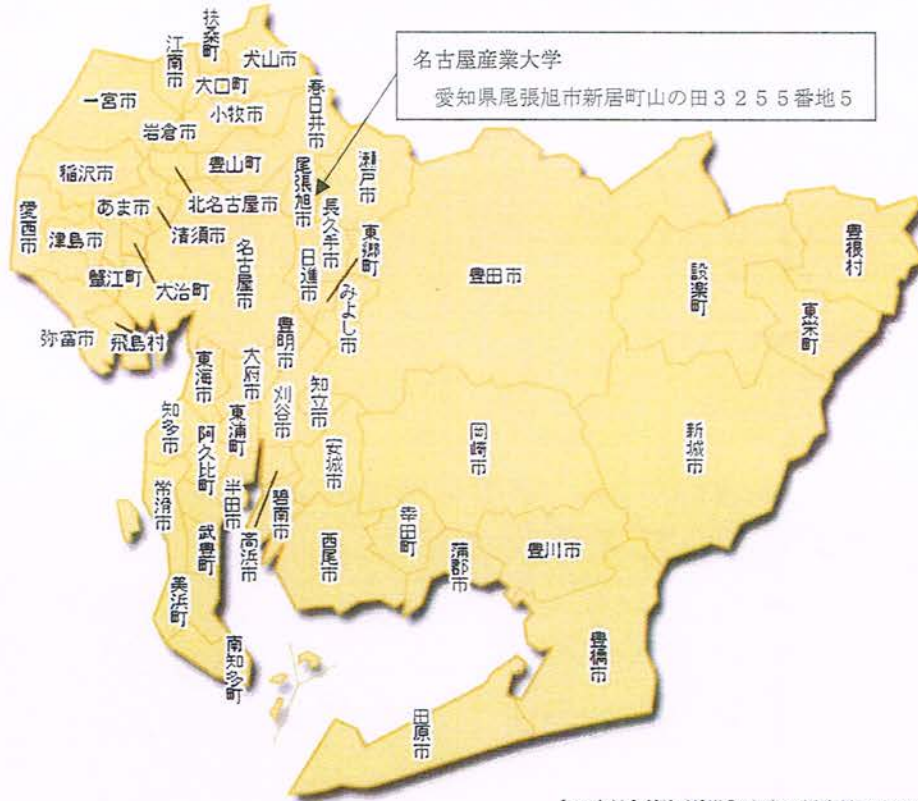 扶桑町
江南市
犬山市
大口町
春日井市
一宮市
小牧市
岩倉市
名古屋産業大学
愛知県尾張旭市新居町山の田3255番地5
豊山町
瀬戸市
稲沢市
尾張旭市
北名古屋市
あま市
長久手市
愛西市
清須市
東郷町
津島市
名古屋市
日進市
豊根村
蟹江町
大治町
みよし市
豊田市
設楽町
東栄町
弥富市
飛島村
豊明市
東海市
大府市
知立市
刈谷市
知多市
東浦町
阿久比町
安城市
岡崎市
新城市
常滑市
半田市
碧南市
武豊町
高浜市
西尾市
幸田町
蒲郡市
豊川市
美浜町
南知多町
豊橋市
田原市